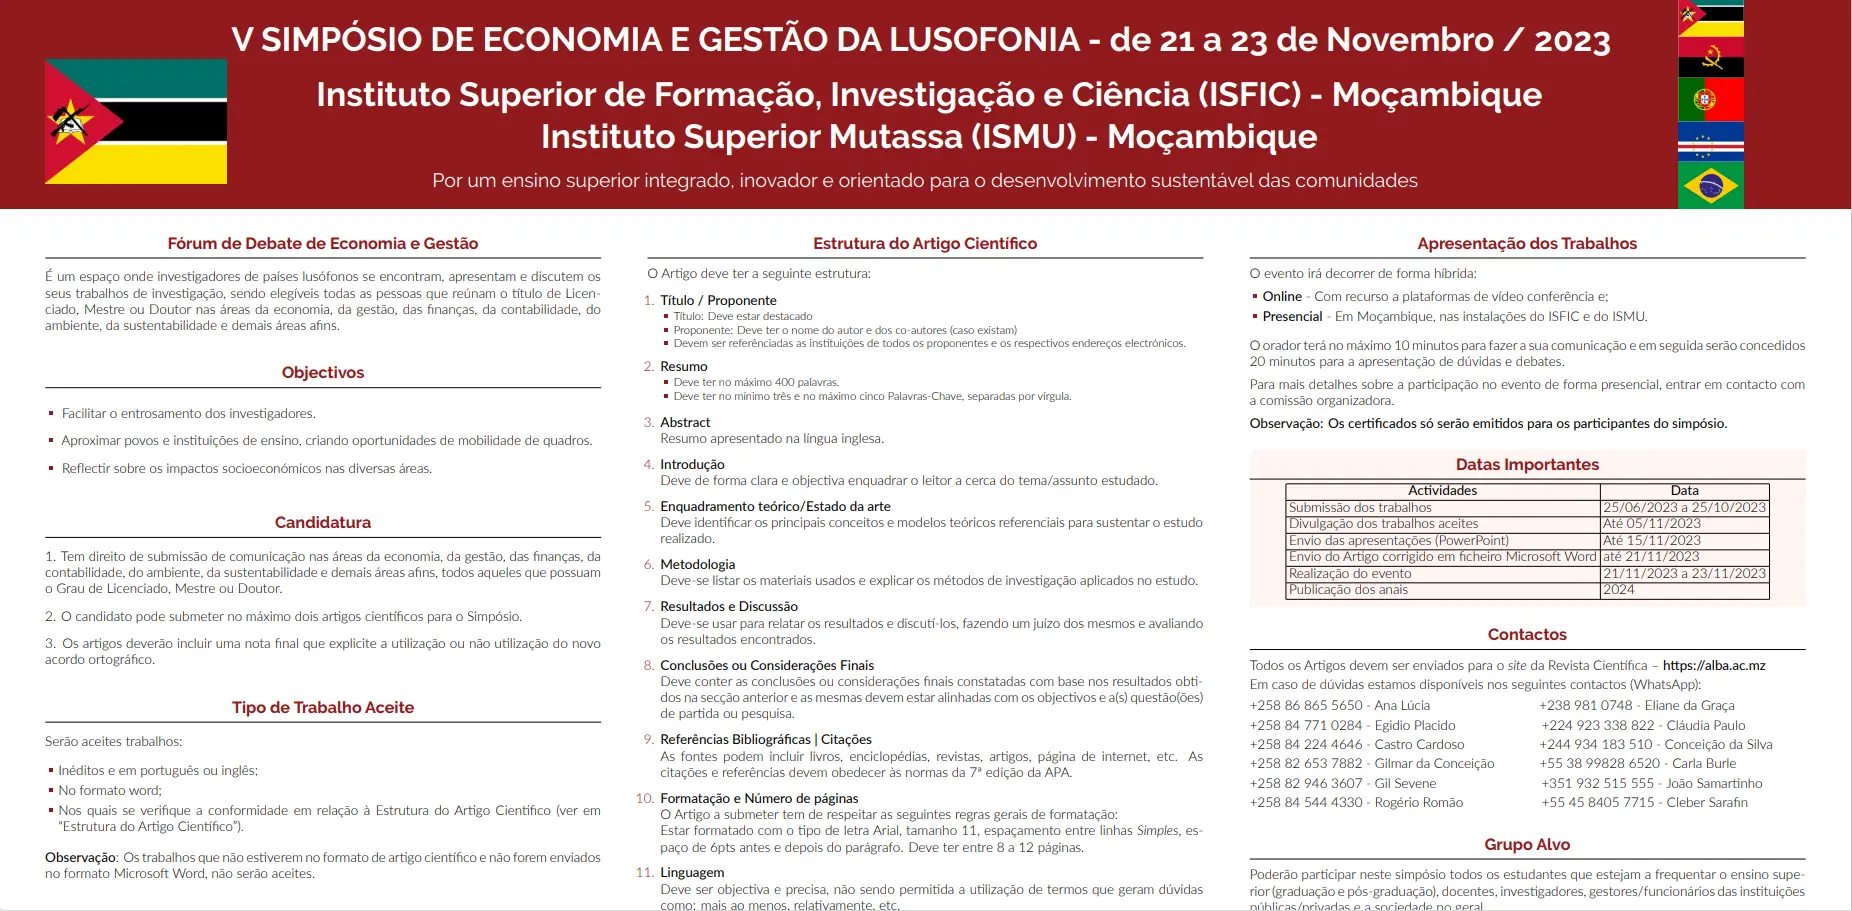 V SIMPÓSIO DE ECONOMIA E GESTÃO DA LUSOFONIA - de 21 a 23 de Novembro / 2023
Instituto Superior de Formação, Investigação e Ciência (ISFIC) - Moçambique
Instituto Superior Mutassa (ISMU) - Moçambique
Por um ensino superior integrado, inovador e orientado para o desenvolvimento sustentável das comunidades
Fórum de Debate de Economia e Gestão
É um espaço onde investigadores de países lusófonos se encontram, apresentam e discutem os
seus trabalhos de investigação, sendo elegíveis todas as pessoas que reúnam o título de Licen-
ciado, Mestre ou Doutor nas áreas da economia, da gestão, das finanças, da contabilidade, do
ambiente, da sustentabilidade e demais áreas afins.
Objectivos
▪ Facilitar o entrosamento dos investigadores.
▪ Aproximar povos e instituições de ensino, criando oportunidades de mobilidade de quadros.
▪ Reflectir sobre os impactos socioeconómicos nas diversas áreas.
Candidatura
1. Tem direito de submissão de comunicação nas áreas da economia, da gestão, das finanças, da
contabilidade, do ambiente, da sustentabilidade e demais áreas afins, todos aqueles que possuam
o Grau de Licenciado, Mestre ou Doutor.
2. O candidato pode submeter no máximo dois artigos científicos para o Simpósio.
3. Os artigos deverão incluir uma nota final que explicite a utilização ou não utilização do novo
acordo ortográfico.
Tipo de Trabalho Aceite
Serão aceites trabalhos:
▪ Inéditos e em português ou inglês;
▪ No formato word;
▪ Nos quais se verifique a conformidade em relação à Estrutura do Artigo Científico (ver em
“Estrutura do Artigo Científico”).
Observação: Os trabalhos que não estiverem no formato de artigo científico e não forem enviados
no formato Microsoft Word, não serão aceites.
Estrutura do Artigo Científico
O Artigo deve ter a seguinte estrutura:
1. Título / Proponente
▪ Título: Deve estar destacado
▪ Proponente: Deve ter o nome do autor e dos co-autores (caso existam)
▪ Devem ser referênciadas as instituições de todos os proponentes e os respectivos endereços electrónicos.
2. Resumo
▪ Deve ter no máximo 400 palavras.
▪ Deve ter no mínimo três e no máximo cinco Palavras-Chave, separadas por vírgula.
3. Abstract
Resumo apresentado na língua inglesa.
4. Introdução
Deve de forma clara e objectiva enquadrar o leitor a cerca do tema/assunto estudado.
5. Enquadramento teórico/Estado da arte
Deve identificar os principais conceitos e modelos teóricos referenciais para sustentar o estudo
realizado.
6. Metodologia
Deve-se listar os materiais usados e explicar os métodos de investigação aplicados no estudo.
7. Resultados e Discussão
Deve-se usar para relatar os resultados e discutí-los, fazendo um juízo dos mesmos e avaliando
os resultados encontrados.
8. Conclusões ou Considerações Finais
Deve conter as conclusões ou considerações finais constatadas com base nos resultados obti-
dos na secção anterior e as mesmas devem estar alinhadas com os objectivos e a(s) questão(ões)
de partida ou pesquisa.
9. Referências Bibliográficas | Citações
As fontes podem incluir livros, enciclopédias, revistas, artigos, página de internet, etc. As
citações e referências devem obedecer às normas da 7ª edição da APA.
10. Formatação e Número de páginas
O Artigo a submeter tem de respeitar as seguintes regras gerais de formatação:
Estar formatado com o tipo de letra Arial, tamanho 11, espaçamento entre linhas Simples, es-
paço de 6pts antes e depois do parágrafo. Deve ter entre 8 a 12 páginas.
11. Linguagem
Deve ser objectiva e precisa, não sendo permitida a utilização de termos que geram dúvidas
como: mais ao menos, relativamente, etc.
Apresentação dos Trabalhos
O evento irá decorrer de forma híbrida:
▪ Online - Com recurso a plataformas de vídeo conferência e;
▪ Presencial - Em Moçambique, nas instalações do ISFIC e do ISMU.
O orador terá no máximo 10 minutos para fazer a sua comunicação e em seguida serão concedidos
20 minutos para a apresentação de dúvidas e debates.
Para mais detalhes sobre a participação no evento de forma presencial, entrar em contacto com
a comissão organizadora.
Observação: Os certificados só serão emitidos para os participantes do simpósio.
Datas Importantes
Actividades Data
Submissão dos trabalhos 25/06/2023 a 25/10/2023
Divulgação dos trabalhos aceites Até 05/11/2023
Envio das apresentações (PowerPoint) Até 15/11/2023
Envio do Artigo corrigido em ficheiro Microsoft Word até 21/11/2023
Realização do evento 21/11/2023 a 23/11/2023
Publicação dos anais 2024
Contactos
Todos os Artigos devem ser enviados para o site da Revista Científica – https://alba.ac.mz
Em caso de dúvidas estamos disponíveis nos seguintes contactos (WhatsApp):
+258 86 865 5650 - Ana Lúcia +238 981 0748 - Eliane da Graça
+258 84 771 0284 - Egidio Placido +224 923 338 822 - Cláudia Paulo
+258 84 224 4646 - Castro Cardoso +244 934 183 510 - Conceição da Silva
+258 82 653 7882 - Gilmar da Conceição +55 38 99828 6520 - Carla Burle
+258 82 946 3607 - Gil Sevene +351 932 515 555 - João Samartinho
+258 84 544 4330 - Rogério Romão +55 45 8405 7715 - Cleber Sarafin
Grupo Alvo
Poderão participar neste simpósio todos os estudantes que estejam a frequentar o ensino supe-
rior (graduação e pós-graduação), docentes, investigadores, gestores/funcionários das instituições
públicas/privadas e a sociedade no geral.